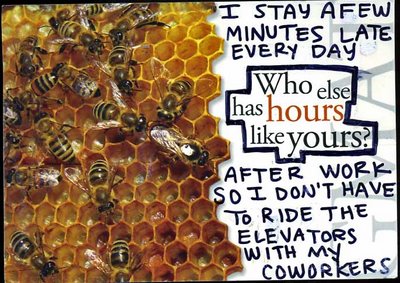 I STAY A FEW
MINUTES LATE
EVERY DAY
Who else
has hours
like yours?
AFTER WORK
SO I DON'T HAVE
TO RIDE THE
ELEVATORS
WITH MY
COWORKERS